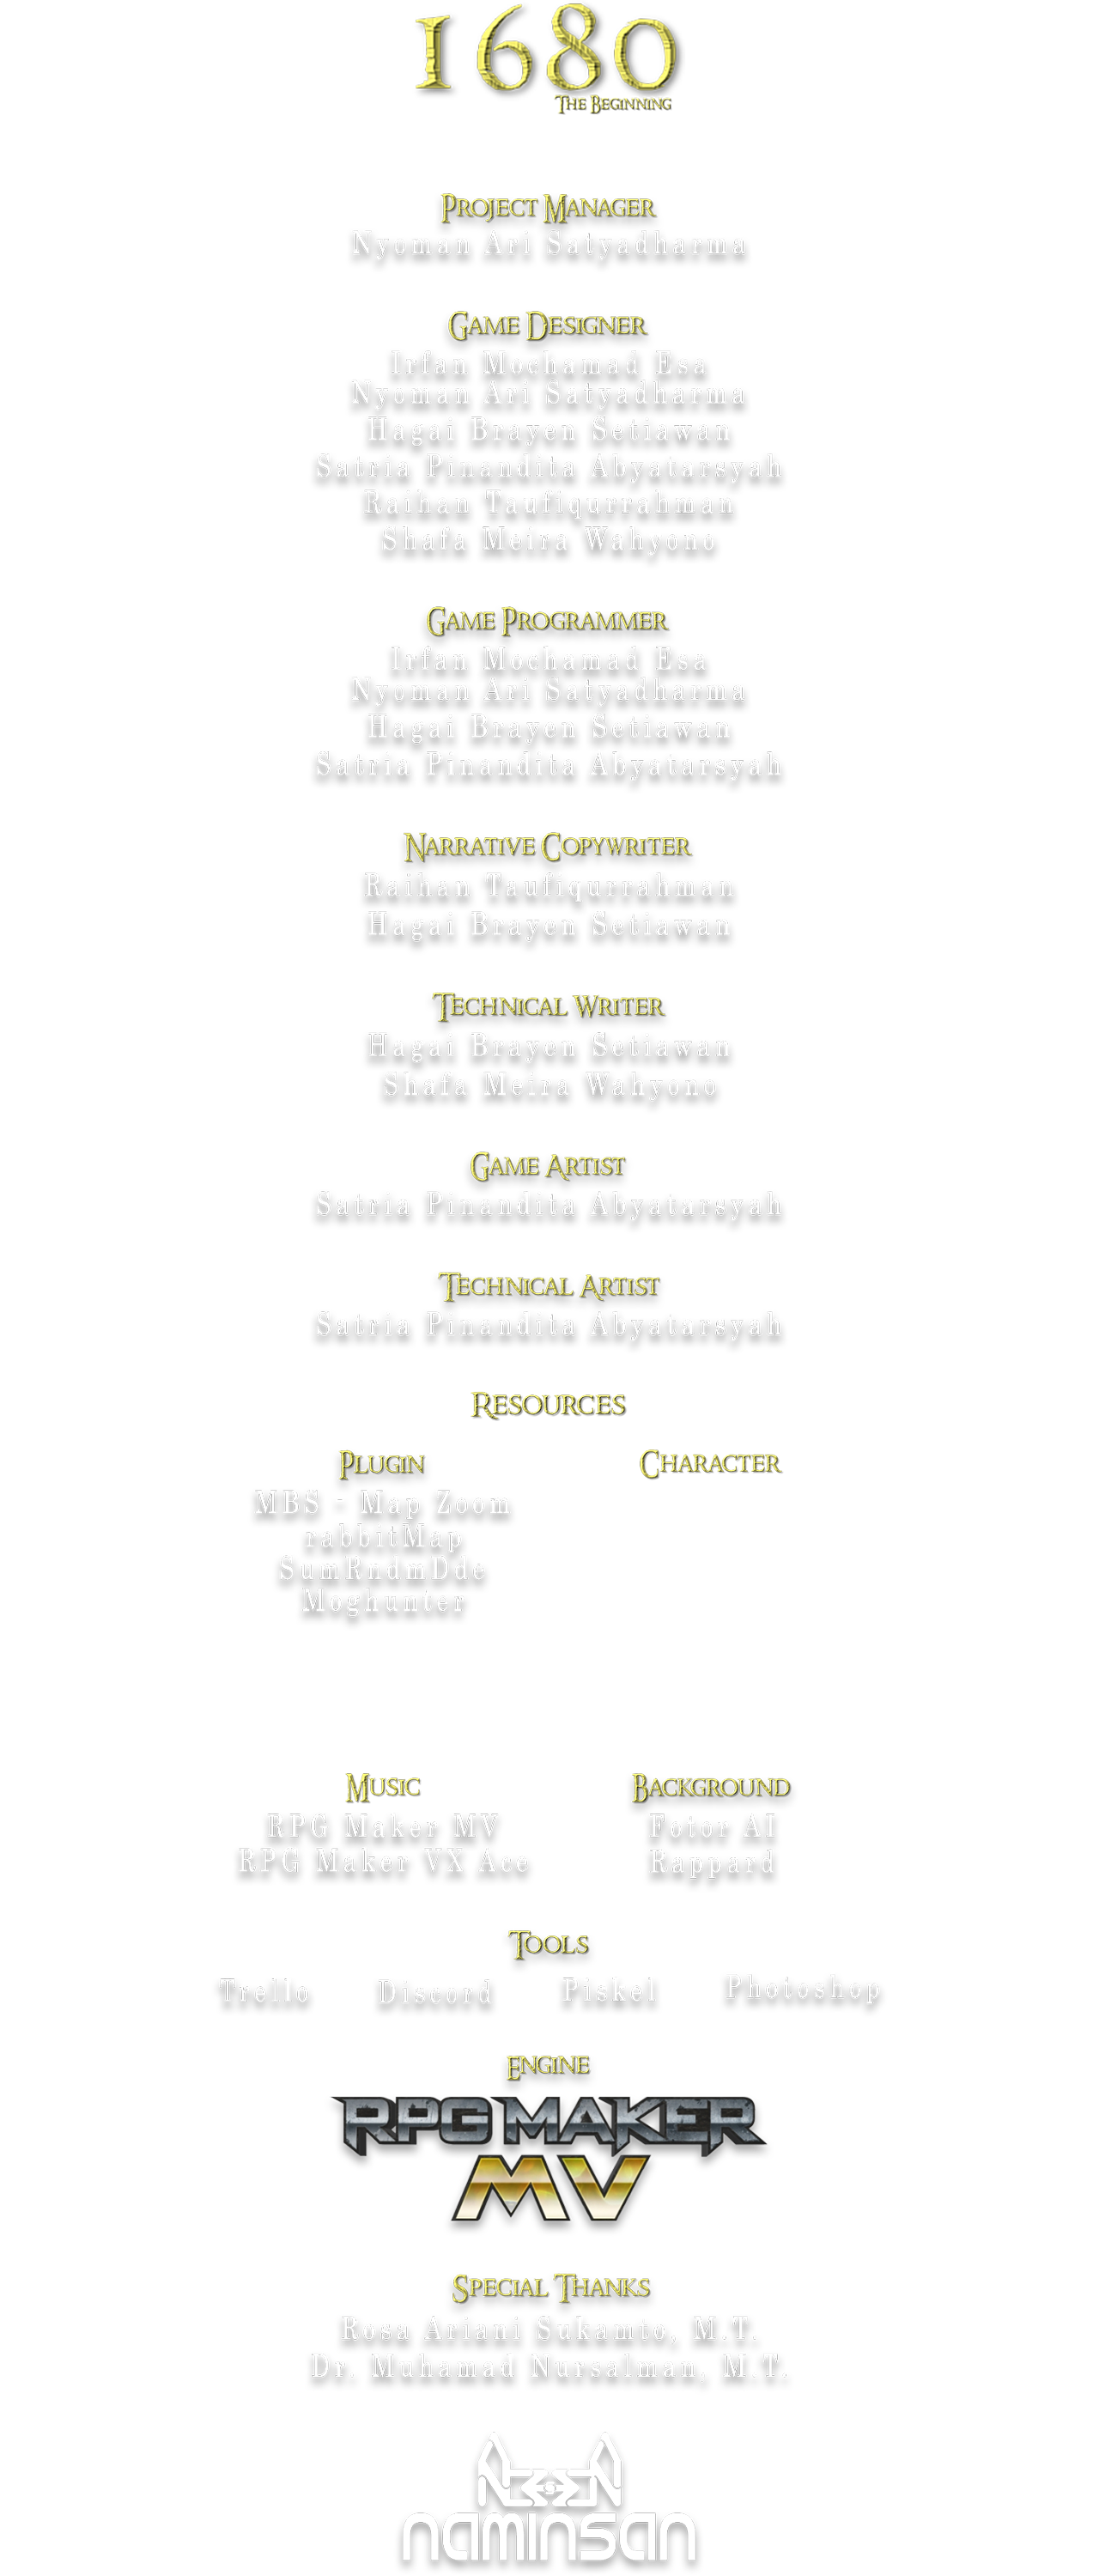 1680
The Beginning
Project Manager
Nyoman Ari Satyadharma
Game Designer
Irfan Mochamad Esa
Nyoman Ari Satyadharma
Hagai Brayen Setiawan
Satria Pinandita Abyatarsyah
Raihan Taufiqurrahman
Shafa Meira Wahyono
Game Programmer
Irfan Mochamad Esa
Nyoman Ari Satyadharma
Hagai Brayen Setiawan
Satria Pinandita Abyatarsyah
Narrative Copywriter
Raihan Taufiqurrahman
Hagai Brayen Setiawan
Technical Writer
Hagai Brayen Setiawan
Shafa Meira Wahyono
Game Artist
Satria Pinandita Abyatarsyah
Technical Artist
Satria Pinandita Abyatarsyah
Resources
Plugin
MBS - Map Zoom
rabbitMap
SumRndmDde
Moghunter
Character
Music
RPG Maker MV
RPG Maker VX Ace
Background
Fotor AI
Rappard
Tools
Trello Discord Piskel Photoshop
Engine
RPG MAKER
MV
Special Thanks
Rosa Ariani Sukamto, M.T.
Dr. Muhamad Nursalman, M.T.
naminsan